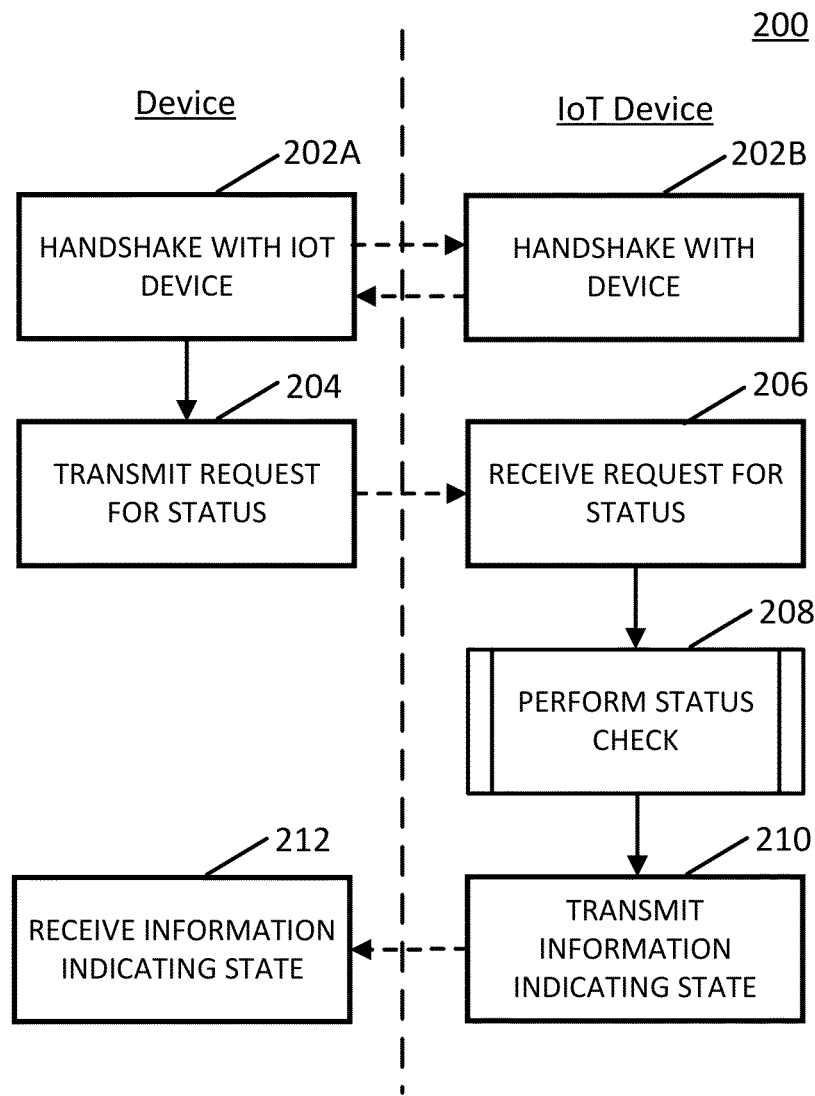 200
Device
IoT Device
202A
202B
HANDSHAKE WITH IOT
DEVICE
HANDSHAKE WITH
DEVICE
204
206
TRANSMIT REQUEST
FOR STATUS
RECEIVE REQUEST FOR
STATUS
208
PERFORM STATUS
CHECK
212
210
RECEIVE INFORMATION
INDICATING STATE
TRANSMIT
INFORMATION
INDICATING STATE